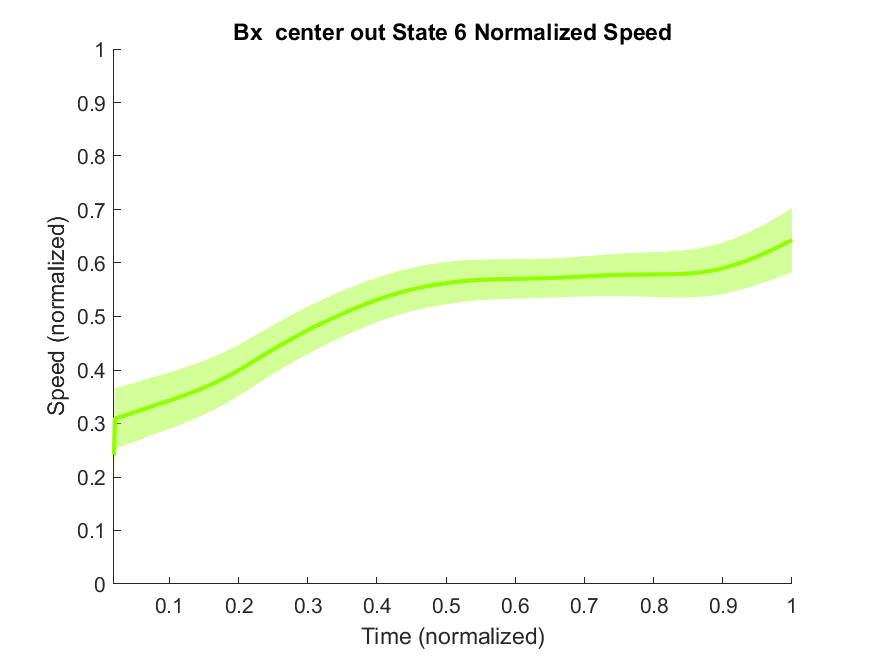 Bx  center out State 6 Normalized Speed
1
0.9
0.8
0.7
0.6
0.5
0.4
0.3
0.2
0.1
0
Speed (normalized)
0.1 0.2 0.3 0.4 0.5 0.6 0.7 0.8 0.9 1
Time (normalized)